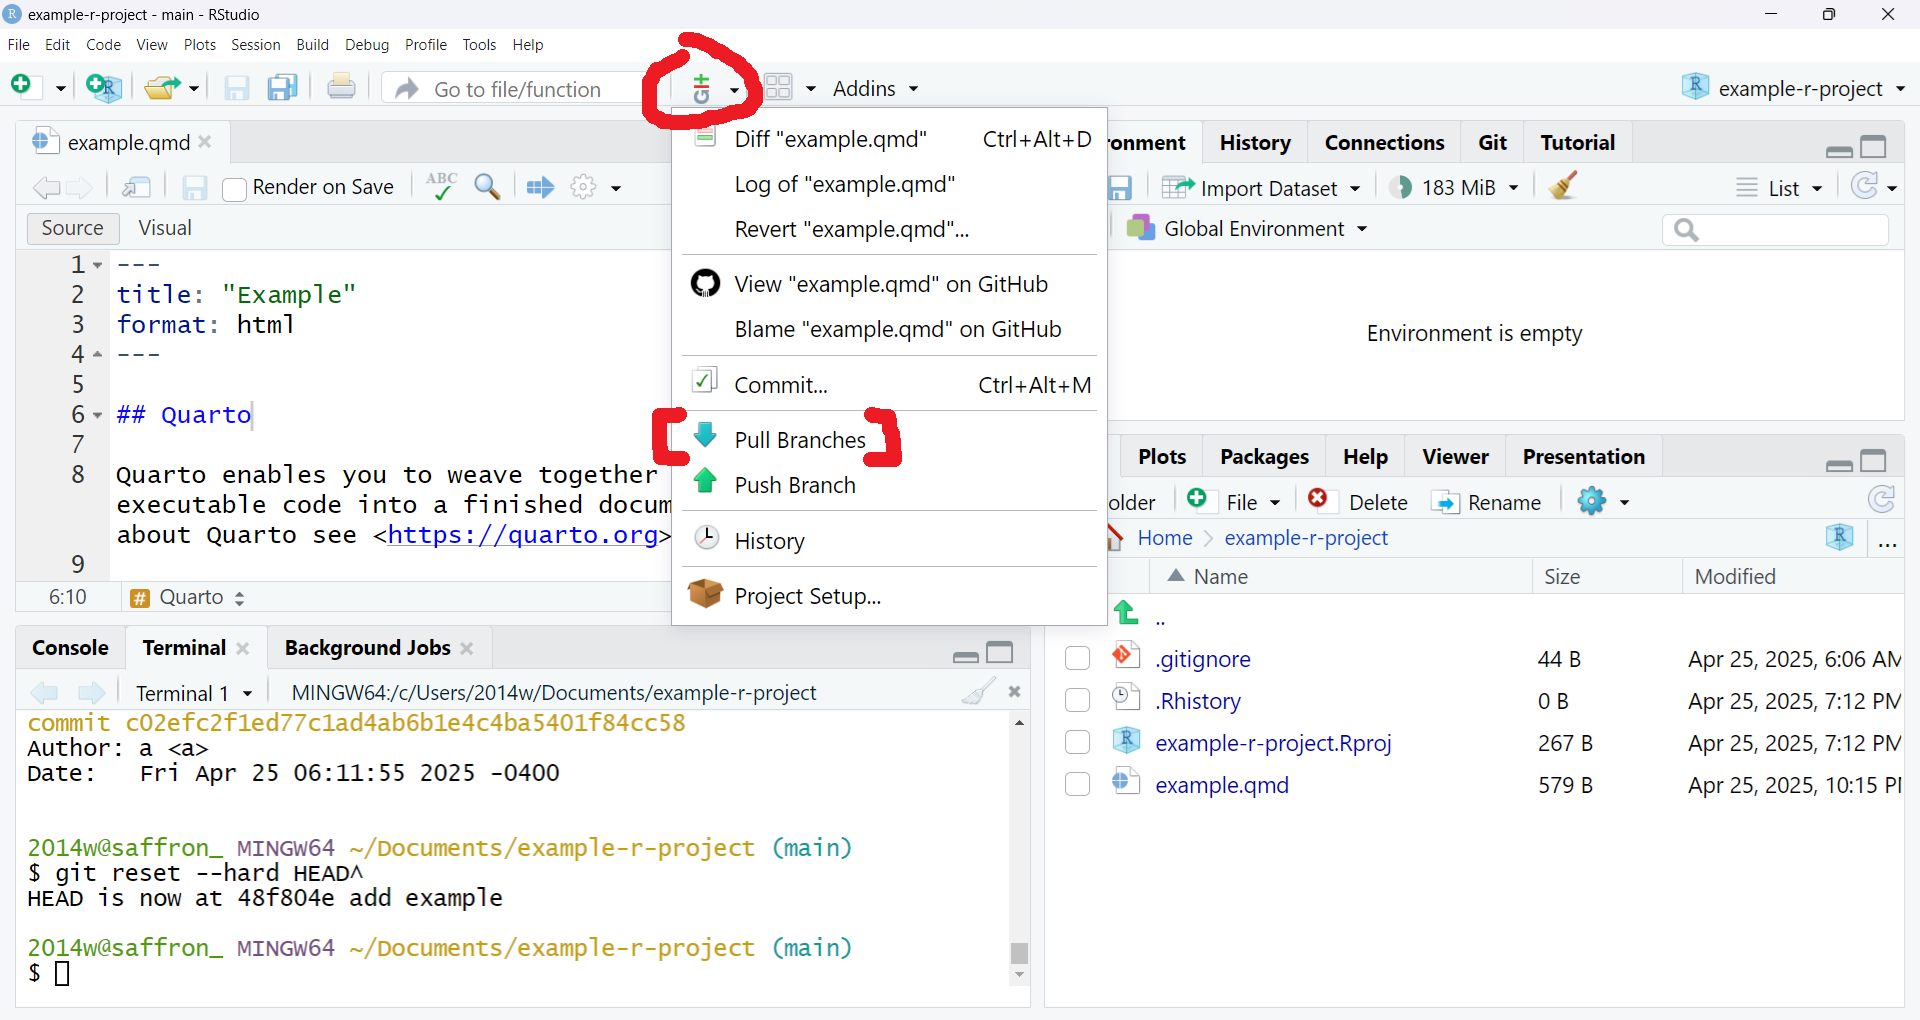 example-r-project - main - RStudio
File Edit Code View Plots Session Build Debug Profile Tools Help
Go to file/function
Addins
example-r-project
example.qmd
Render on Save
ABC
Source Visual
1 ---
2 title: "Example"
3 format: html
4 ---
5
6 ## Quarto
7
8 Quarto enables you to weave together
executable code into a finished docum
about Quarto see <https://quarto.org>
9
6:10 # Quarto
Diff "example.qmd" Ctrl+Alt+D
Log of "example.qmd"
Revert "example.qmd"...
View "example.qmd" on GitHub
Blame "example.qmd" on GitHub
Commit... Ctrl+Alt+M
Pull Branches
Push Branch
History
Project Setup...
ronment History Connections Git Tutorial
Import Dataset 183 MiB List
Global Environment
Environment is empty
Console Terminal Background Jobs
Terminal 1 MINGW64:/c/Users/2014w/Documents/example-r-project
commit c02efc2f1ed77c1ad4ab6b1e4c4ba5401f84cc58
Author: a <a>
Date: Fri Apr 25 06:11:55 2025 -0400
2014w@saffron_ MINGW64 ~/Documents/example-r-project (main)
$ git reset --hard HEAD^
HEAD is now at 48f804e add example
2014w@saffron_ MINGW64 ~/Documents/example-r-project (main)
$
Plots Packages Help Viewer Presentation
older File Delete Rename
Home example-r-project ...
Name Size Modified
..
.gitignore 44 B Apr 25, 2025, 6:06 AM
.Rhistory 0 B Apr 25, 2025, 7:12 PM
example-r-project.Rproj 267 B Apr 25, 2025, 7:12 PM
example.qmd 579 B Apr 25, 2025, 10:15 P